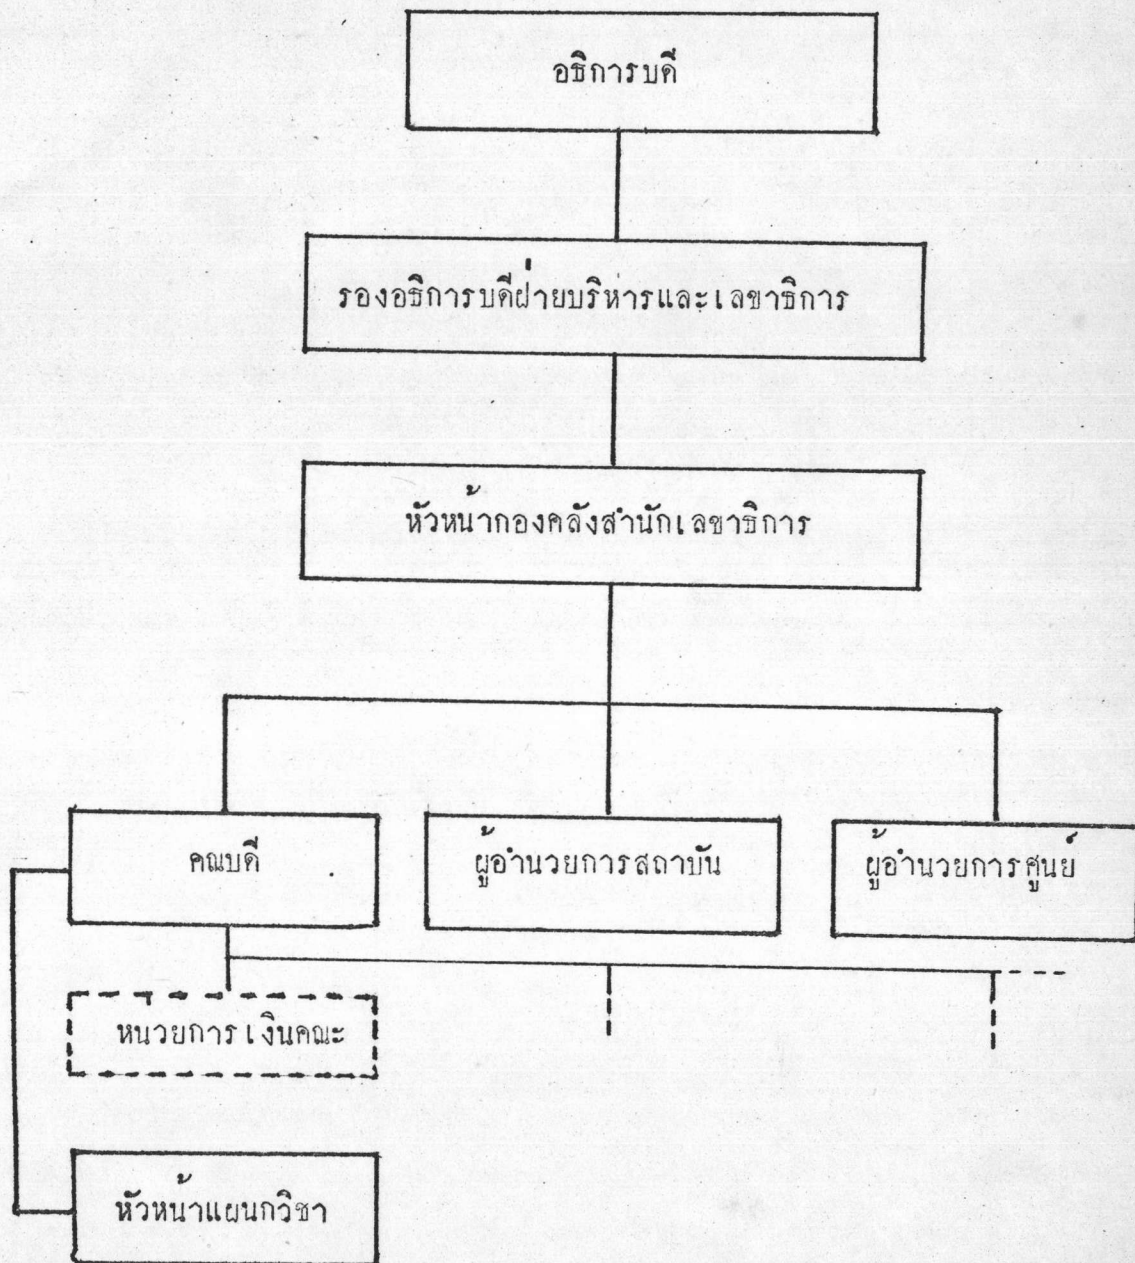 อธิการบดี
รองอธิการบดีฝ่ายบริหารและเลขาธิการ
หัวหน้ากองคลังสำนักเลขาธิการ
คณบดี
ผู้อำนวยการสถาบัน
ผู้อำนวยการศูนย์
หนวยการเงินคณะ
หัวหน้าแผนกวิชา